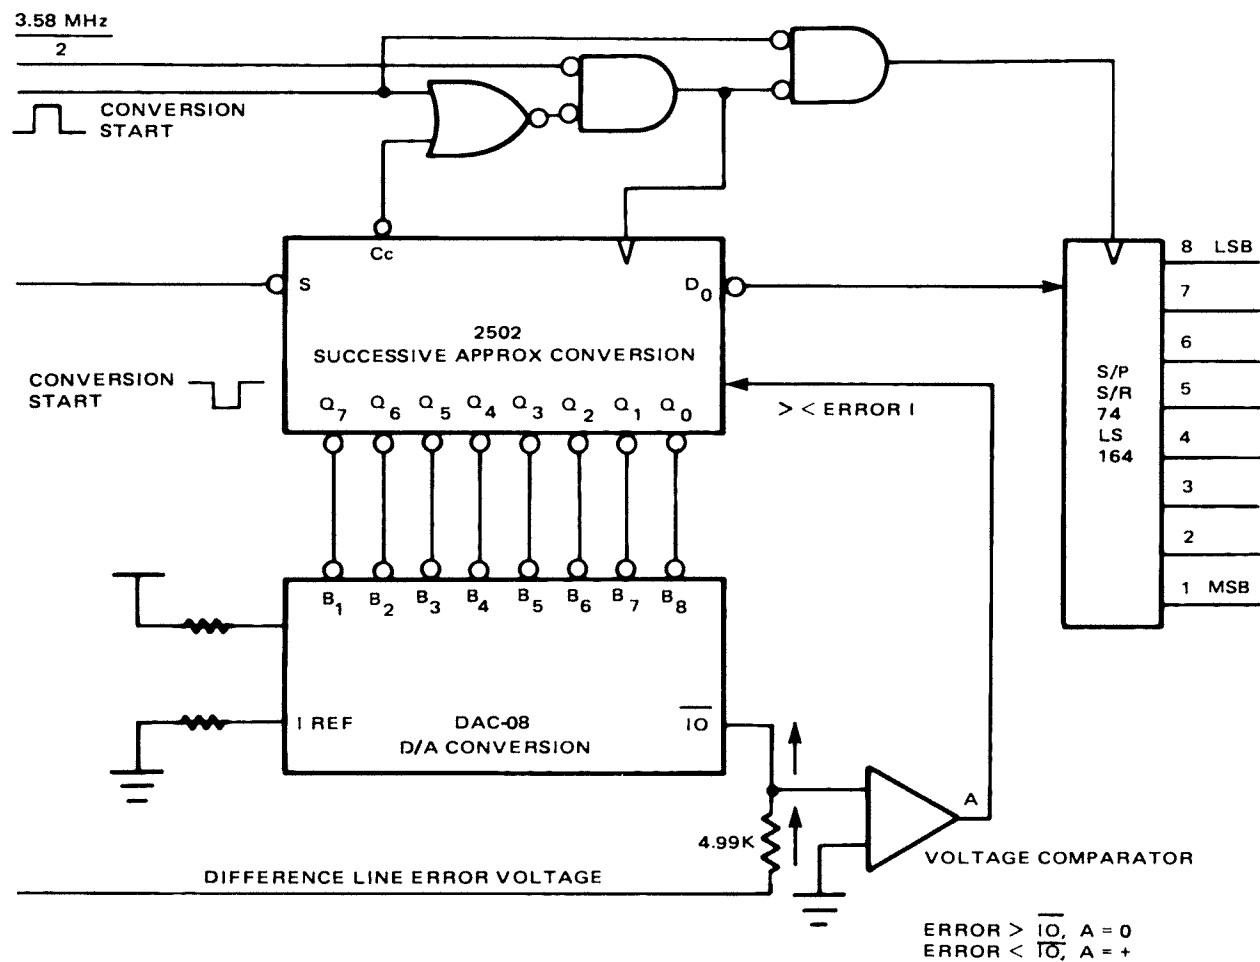 3.58 MHz
2
CONVERSION
START
Cc
S
D0
2502
SUCCESSIVE APPROX CONVERSION
CONVERSION
START
> < ERROR I
Q7 Q6 Q5 Q4 Q3 Q2 Q1 Q0
8 LSB
7
6
5
4
3
2
1 MSB
S/P
S/R
74
LS
164
B1 B2 B3 B4 B5 B6 B7 B8
I REF
DAC-08
D/A CONVERSION
IO
A
4.99K
VOLTAGE COMPARATOR
DIFFERENCE LINE ERROR VOLTAGE
ERROR > IO, A = 0
ERROR < IO, A = +